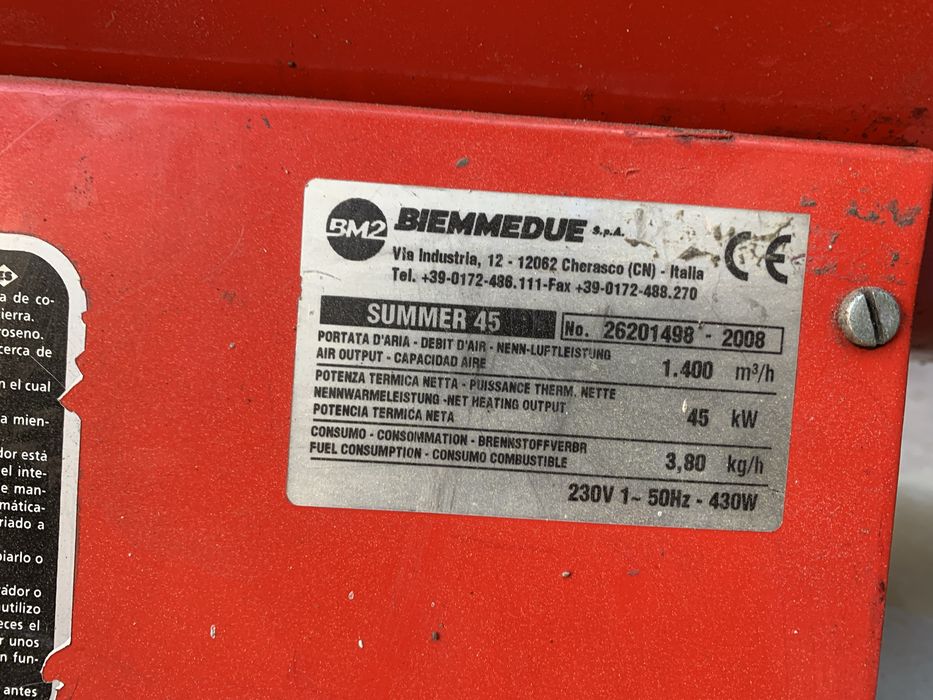 a de co-
ierra.
roseno.
cerca de
n el cual
a mien-
dor está
el inte-
e man-
mática-
riado a
piarlo o
ador o
utilizo
eces el
r unos
n fun-
antes
BM2 BIEMMEDUE S.p.A.
Via Industria, 12 - 12062 Cherasco (CN) - Italia
Tel. +39-0172-486.111-Fax +39-0172-488.270
CE
SUMMER 45 No. 26201498 - 2008
PORTATA D'ARIA - DEBIT D'AIR - NENN-LUFTLEISTUNG
AIR OUTPUT - CAPACIDAD AIRE 1.400 m³/h
POTENZA TERMICA NETTA - PUISSANCE THERM. NETTE
NENNWARMELEISTUNG -NET HEATING OUTPUT
POTENCIA TERMICA NETA 45 kW
CONSUMO - CONSOMMATION - BRENNSTOFFVERBR
FUEL CONSUMPTION - CONSUMO COMBUSTIBLE 3,80 kg/h
230V 1~ 50Hz - 430W